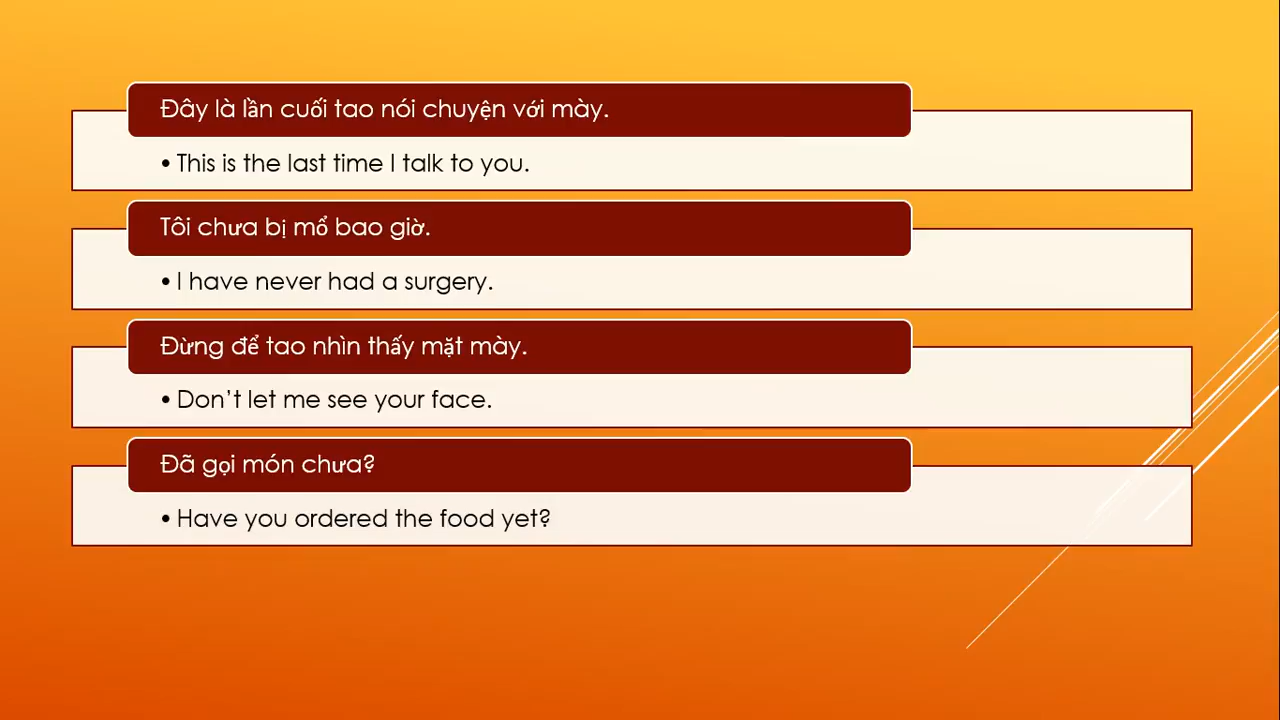 Đây là lần cuối tao nói chuyện với mày.
• This is the last time I talk to you.
Tôi chưa bị mổ bao giờ.
• I have never had a surgery.
Đừng để tao nhìn thấy mặt mày.
• Don’t let me see your face.
Đã gọi món chưa?
• Have you ordered the food yet?